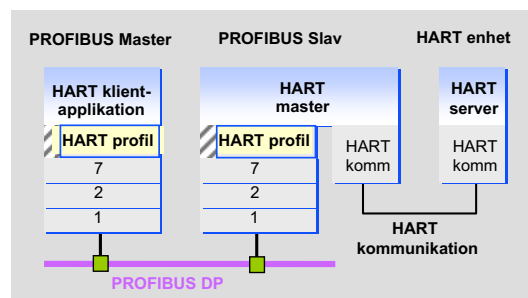 PROFIBUS Master
PROFIBUS Slav
HART enhet
HART klient-
applikation
HART
master
HART
server
HART profil
HART profil
HART
komm
HART
komm
7
7
2
2
1
1
HART
kommunikation
PROFIBUS DP